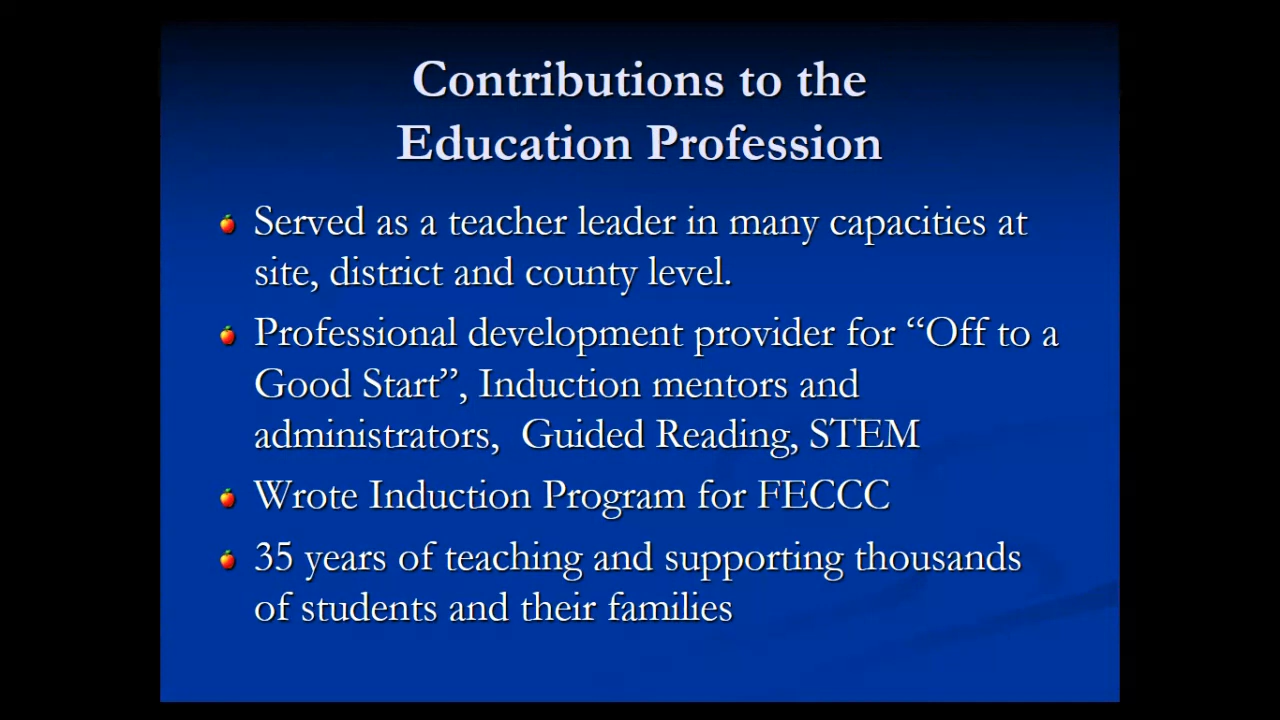 Contributions to the
Education Profession
Served as a teacher leader in many capacities at
site, district and county level.
Professional development provider for “Off to a
Good Start”, Induction mentors and
administrators,  Guided Reading, STEM
Wrote Induction Program for FECCC
35 years of teaching and supporting thousands
of students and their families